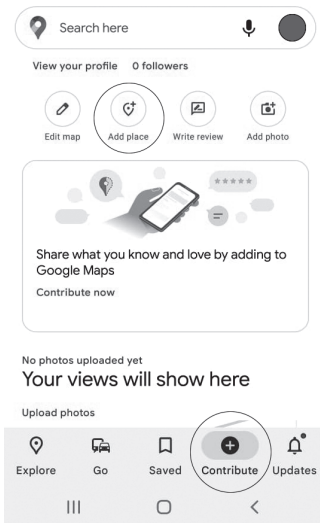 Search here
View your profile 0 followers
Edit map Add place Write review Add photo
Share what you know and love by adding to
Google Maps
Contribute now
No photos uploaded yet
Your views will show here
Upload photos
Explore Go Saved Contribute Updates